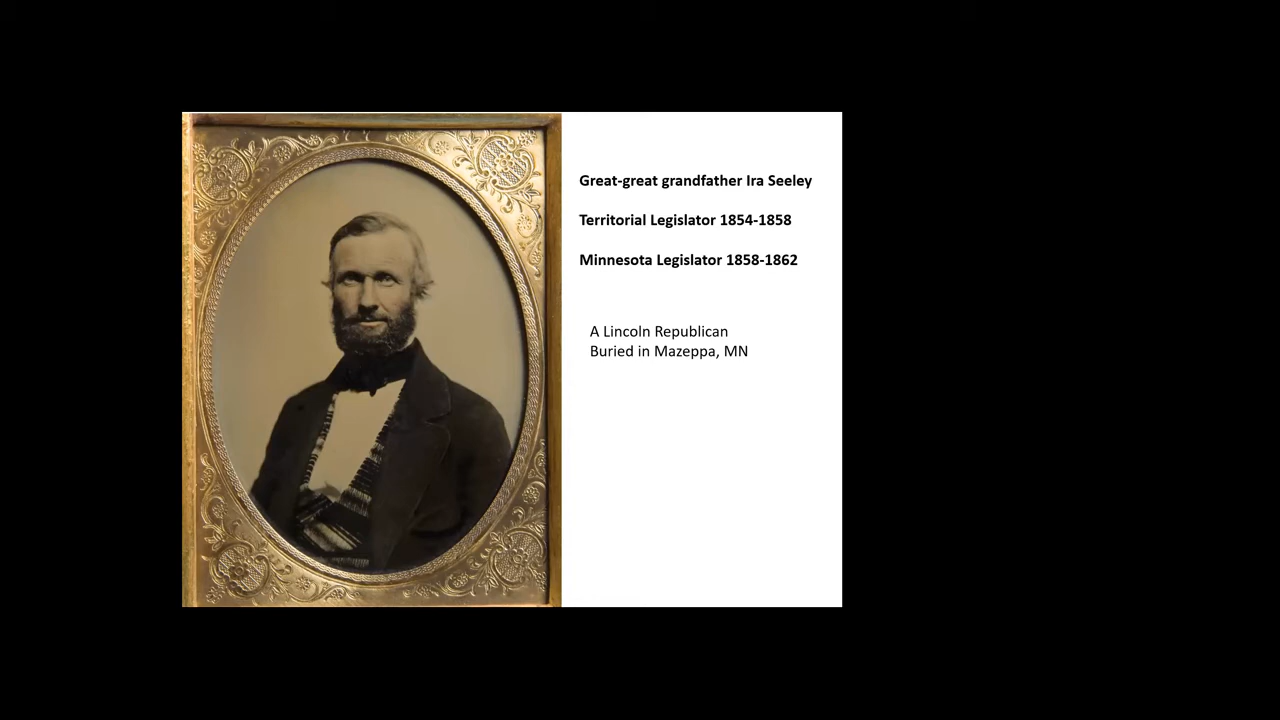 Great-great grandfather Ira Seeley
Territorial Legislator 1854-1858
Minnesota Legislator 1858-1862
A Lincoln Republican
Buried in Mazeppa, MN